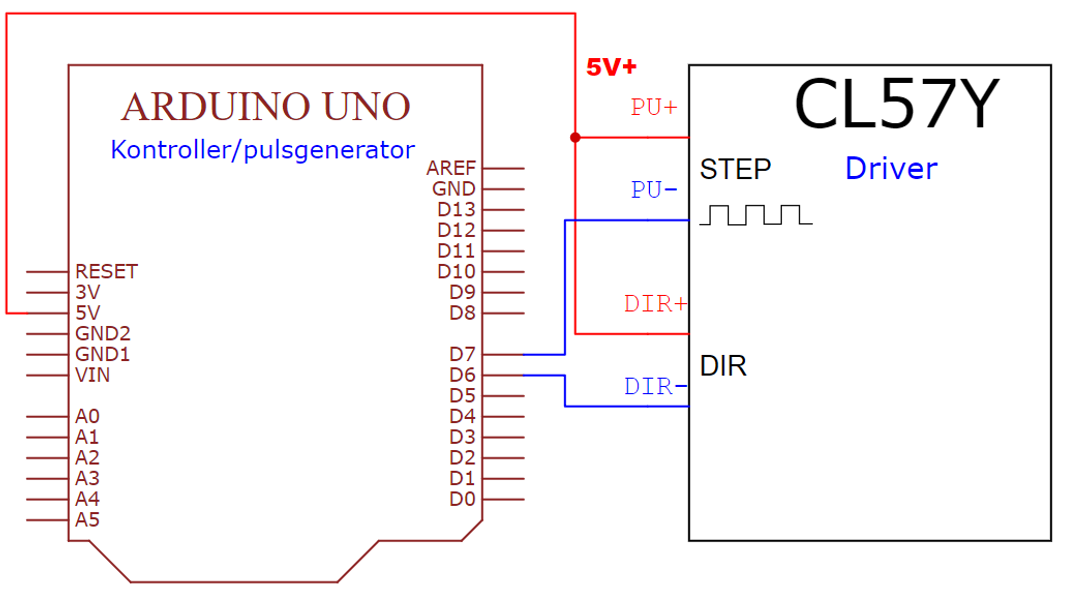 5V+
ARDUINO UNO
Kontroller/pulsgenerator
CL57Y
Driver
PU+
STEP
PU-
DIR+
DIR
DIR-
AREF
GND
D13
D12
D11
D10
D9
D8
D7
D6
D5
D4
D3
D2
D1
D0
RESET
3V
5V
GND2
GND1
VIN
A0
A1
A2
A3
A4
A5